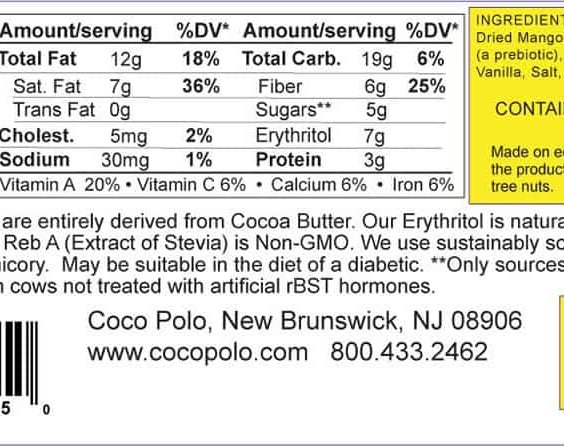 Amount/serving %DV* Amount/serving %DV*
Total Fat 12g 18% Total Carb. 19g 6%
Sat. Fat 7g 36% Fiber 6g 25%
Trans Fat 0g Sugars** 5g
Cholest. 5mg 2% Erythritol 7g
Sodium 30mg 1% Protein 3g
Vitamin A 20% • Vitamin C 6% • Calcium 6% • Iron 6%
INGREDIENT
Dried Mango
(a prebiotic),
Vanilla, Salt,
CONTAI
Made on e
the product
tree nuts.
are entirely derived from Cocoa Butter. Our Erythritol is natura
Reb A (Extract of Stevia) is Non-GMO. We use sustainably so
icory. May be suitable in the diet of a diabetic. **Only sources
cows not treated with artificial rBST hormones.
Coco Polo, New Brunswick, NJ 08906
www.cocopolo.com 800.433.2462
5 0